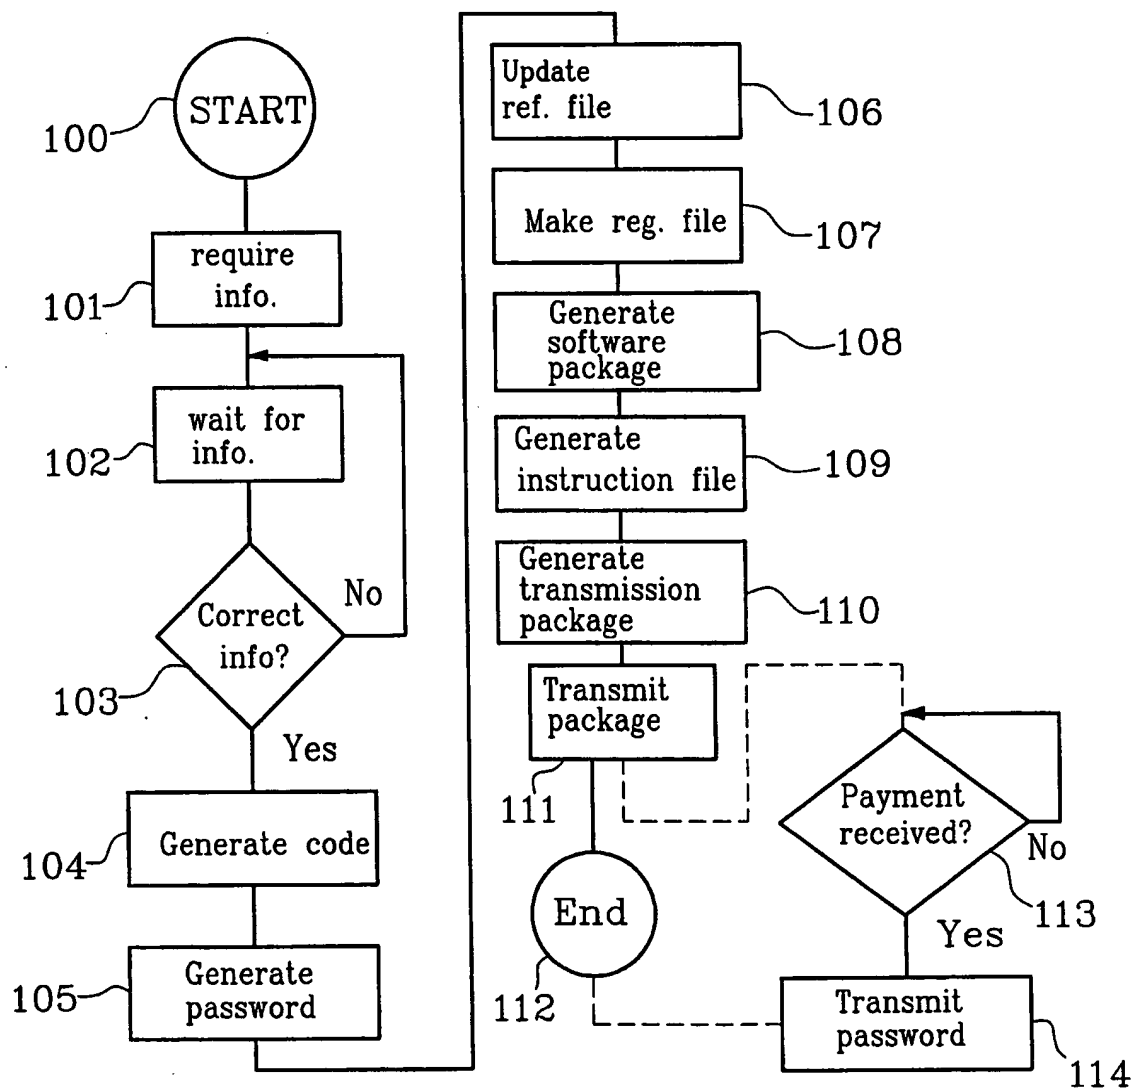 START
100
require
info.
101
wait for
info.
102
Correct
info?
No
103
Yes
Generate code
104
Generate
password
105
Update
ref. file
106
Make reg. file
107
Generate
software
package
108
Generate
instruction file
109
Generate
transmission
package
110
Transmit
package
111
End
112
Payment
received?
No
113
Yes
Transmit
password
114